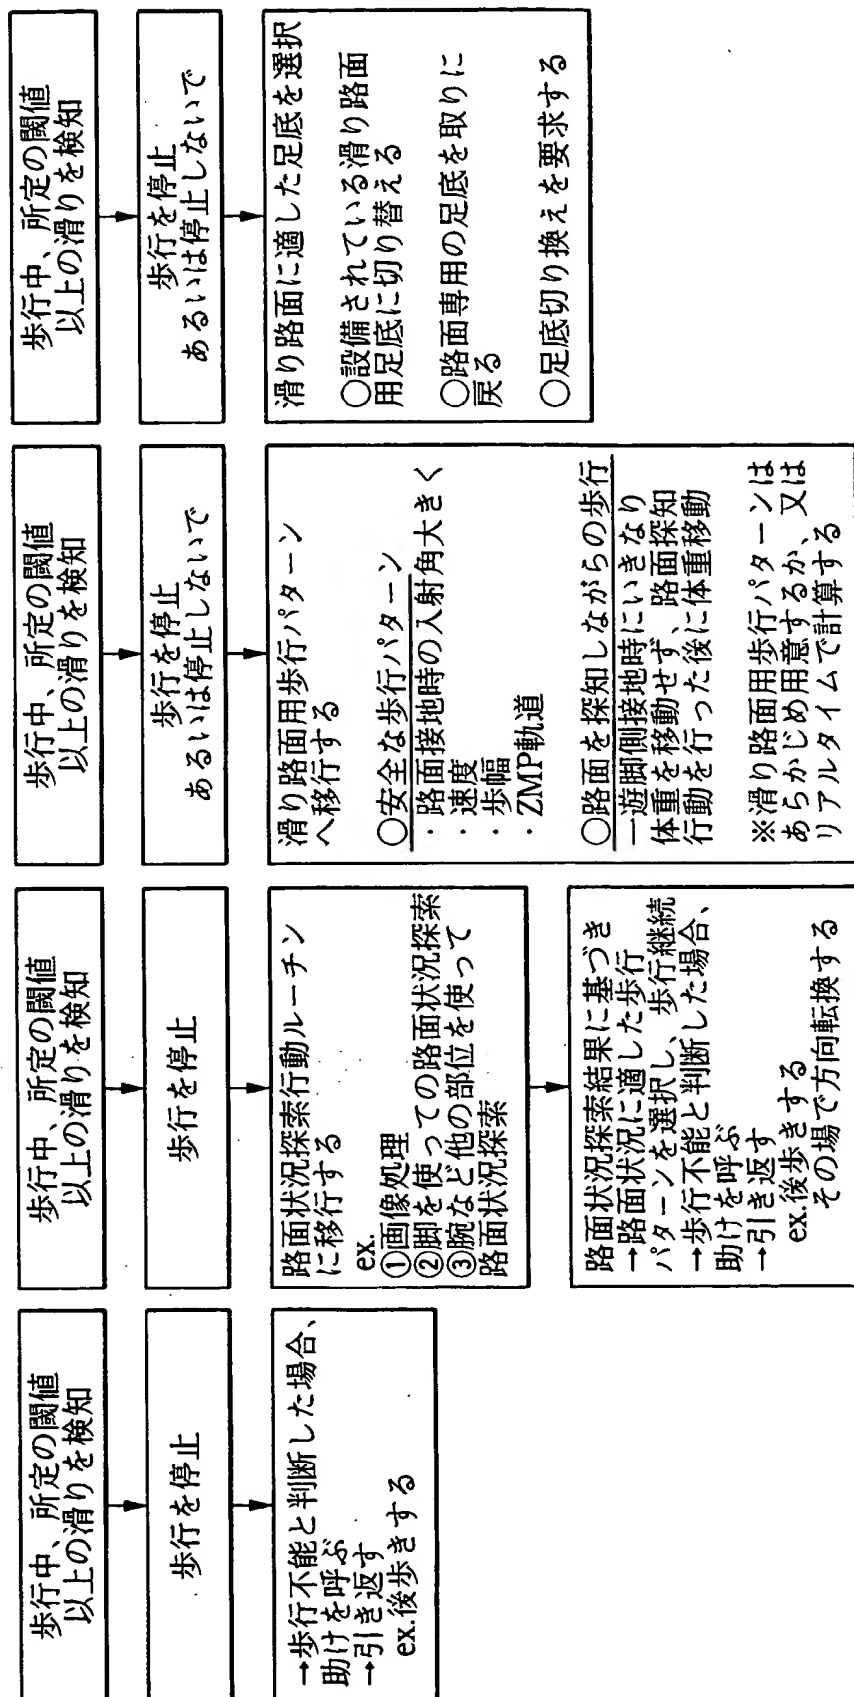 歩行中、所定の閾値
以上の滑りを検知
歩行を停止
→歩行不能と判断した場合、
助けを呼ぶ
→引き返す
ex.後歩きする
歩行中、所定の閾値
以上の滑りを検知
歩行を停止
路面状況探索行動ルーチン
に移行する
ex.
①画像処理
②脚を使っての路面状況探索
③腕など他の部位を使って
路面状況探索
路面状況探索結果に基づき
→路面状況に適した歩行
パターンを選択し、歩行継続
→歩行不能と判断した場合、
助けを呼ぶ
→引き返す
ex.後歩きする
その場で方向転換する
歩行中、所定の閾値
以上の滑りを検知
歩行を停止
あるいは停止しないで
滑り路面用歩行パターン
へ移行する
○安全な歩行パターン
・路面接地時の入射角大きく
・速度
・歩幅
・ZMP軌道
○路面を探知しながらの歩行
ー遊脚側接地時にいきなり
体重を移動せず、路面探知
行動を行った後に体重移動
※滑り路面用歩行パターンは
あらかじめ用意するか、又は
リアルタイムで計算する
歩行中、所定の閾値
以上の滑りを検知
歩行を停止
あるいは停止しないで
滑り路面に適した足底を選択
○設備されている滑り路面
用足底に切り替える
○路面専用の足底を取りに
戻る
○足底切り換えを要求する